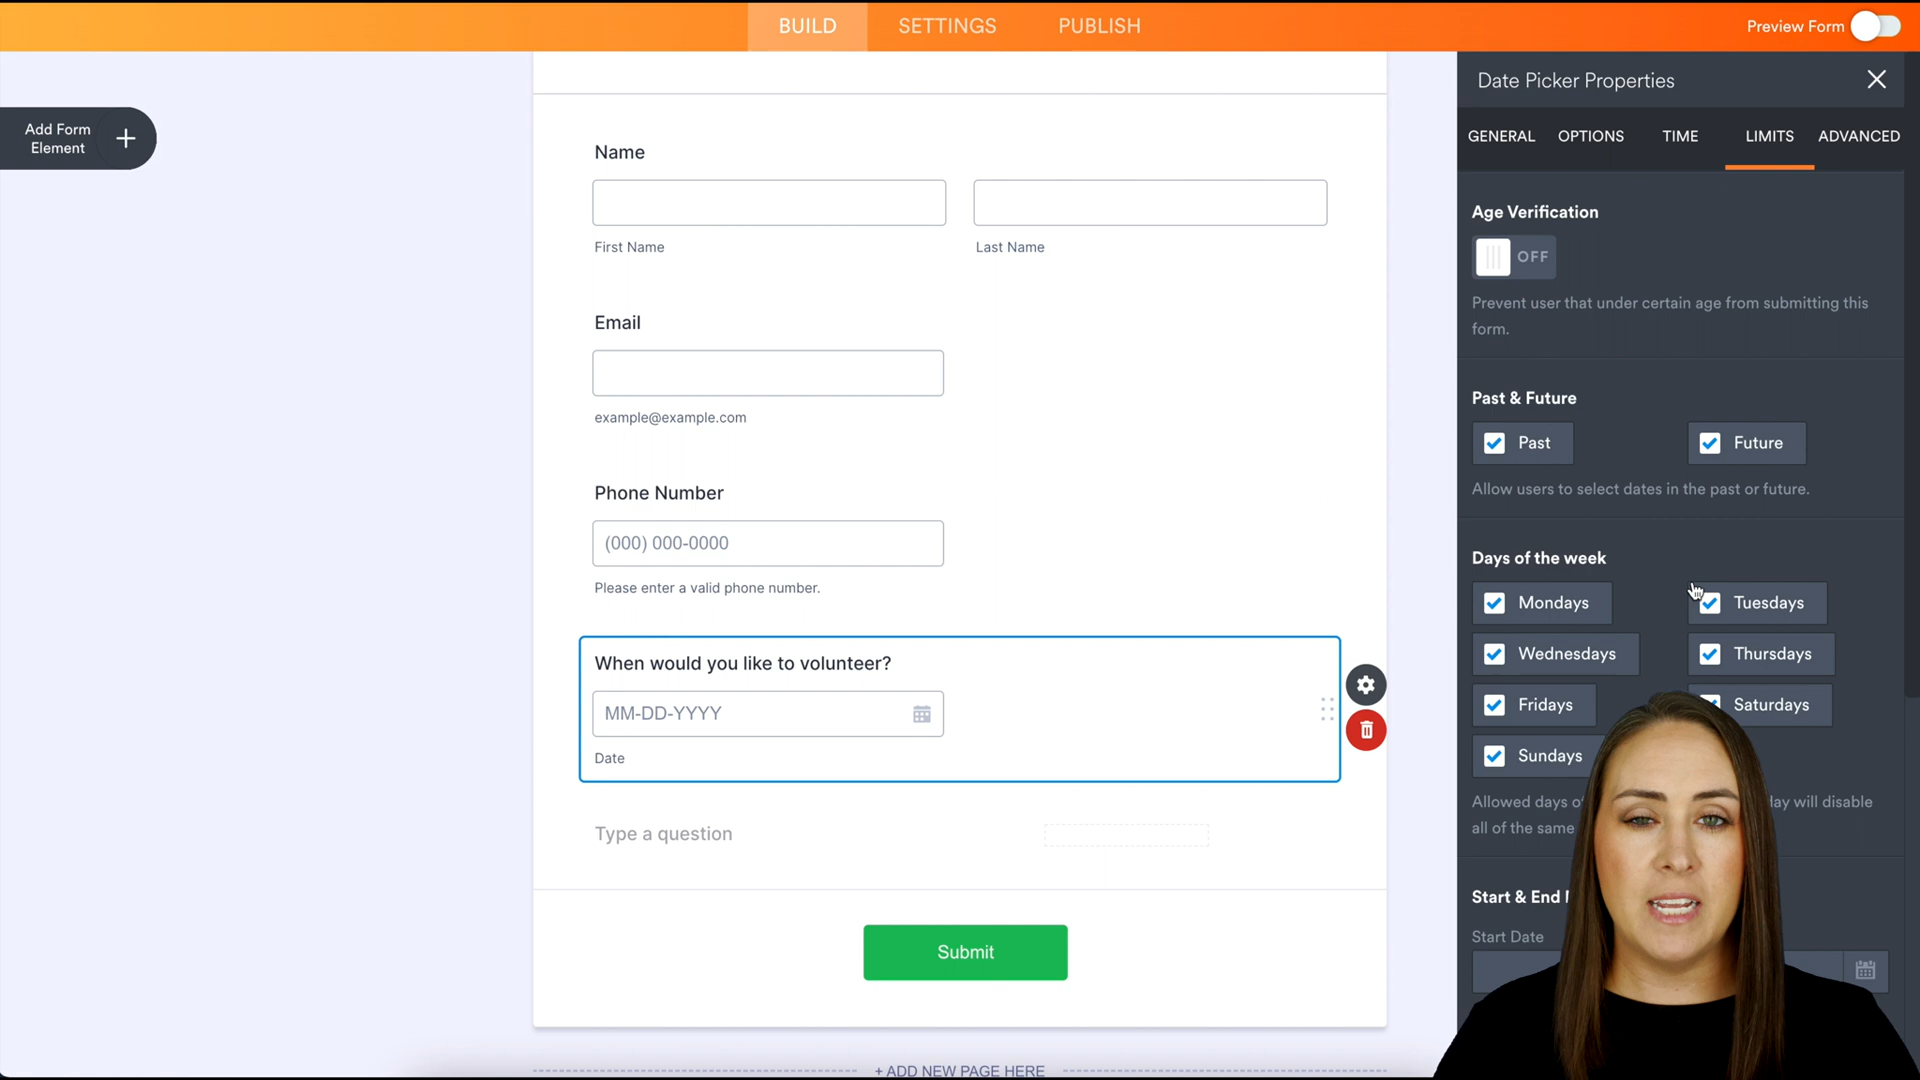 BUILD
SETTINGS
PUBLISH
Preview Form
Add Form
Element
Name
First Name
Last Name
Email
example@example.com
Phone Number
(000) 000-0000
Please enter a valid phone number.
When would you like to volunteer?
MM-DD-YYYY
Date
Type a question
Submit
+ ADD NEW PAGE HERE
Date Picker Properties
GENERAL
OPTIONS
TIME
LIMITS
ADVANCED
Age Verification
OFF
Prevent user that under certain age from submitting this
form.
Past & Future
Past
Future
Allow users to select dates in the past or future.
Days of the week
Mondays
Tuesdays
Wednesdays
Thursdays
Fridays
Saturdays
Sundays
Allowed days will disable
all of the same
Start & End
Start Date